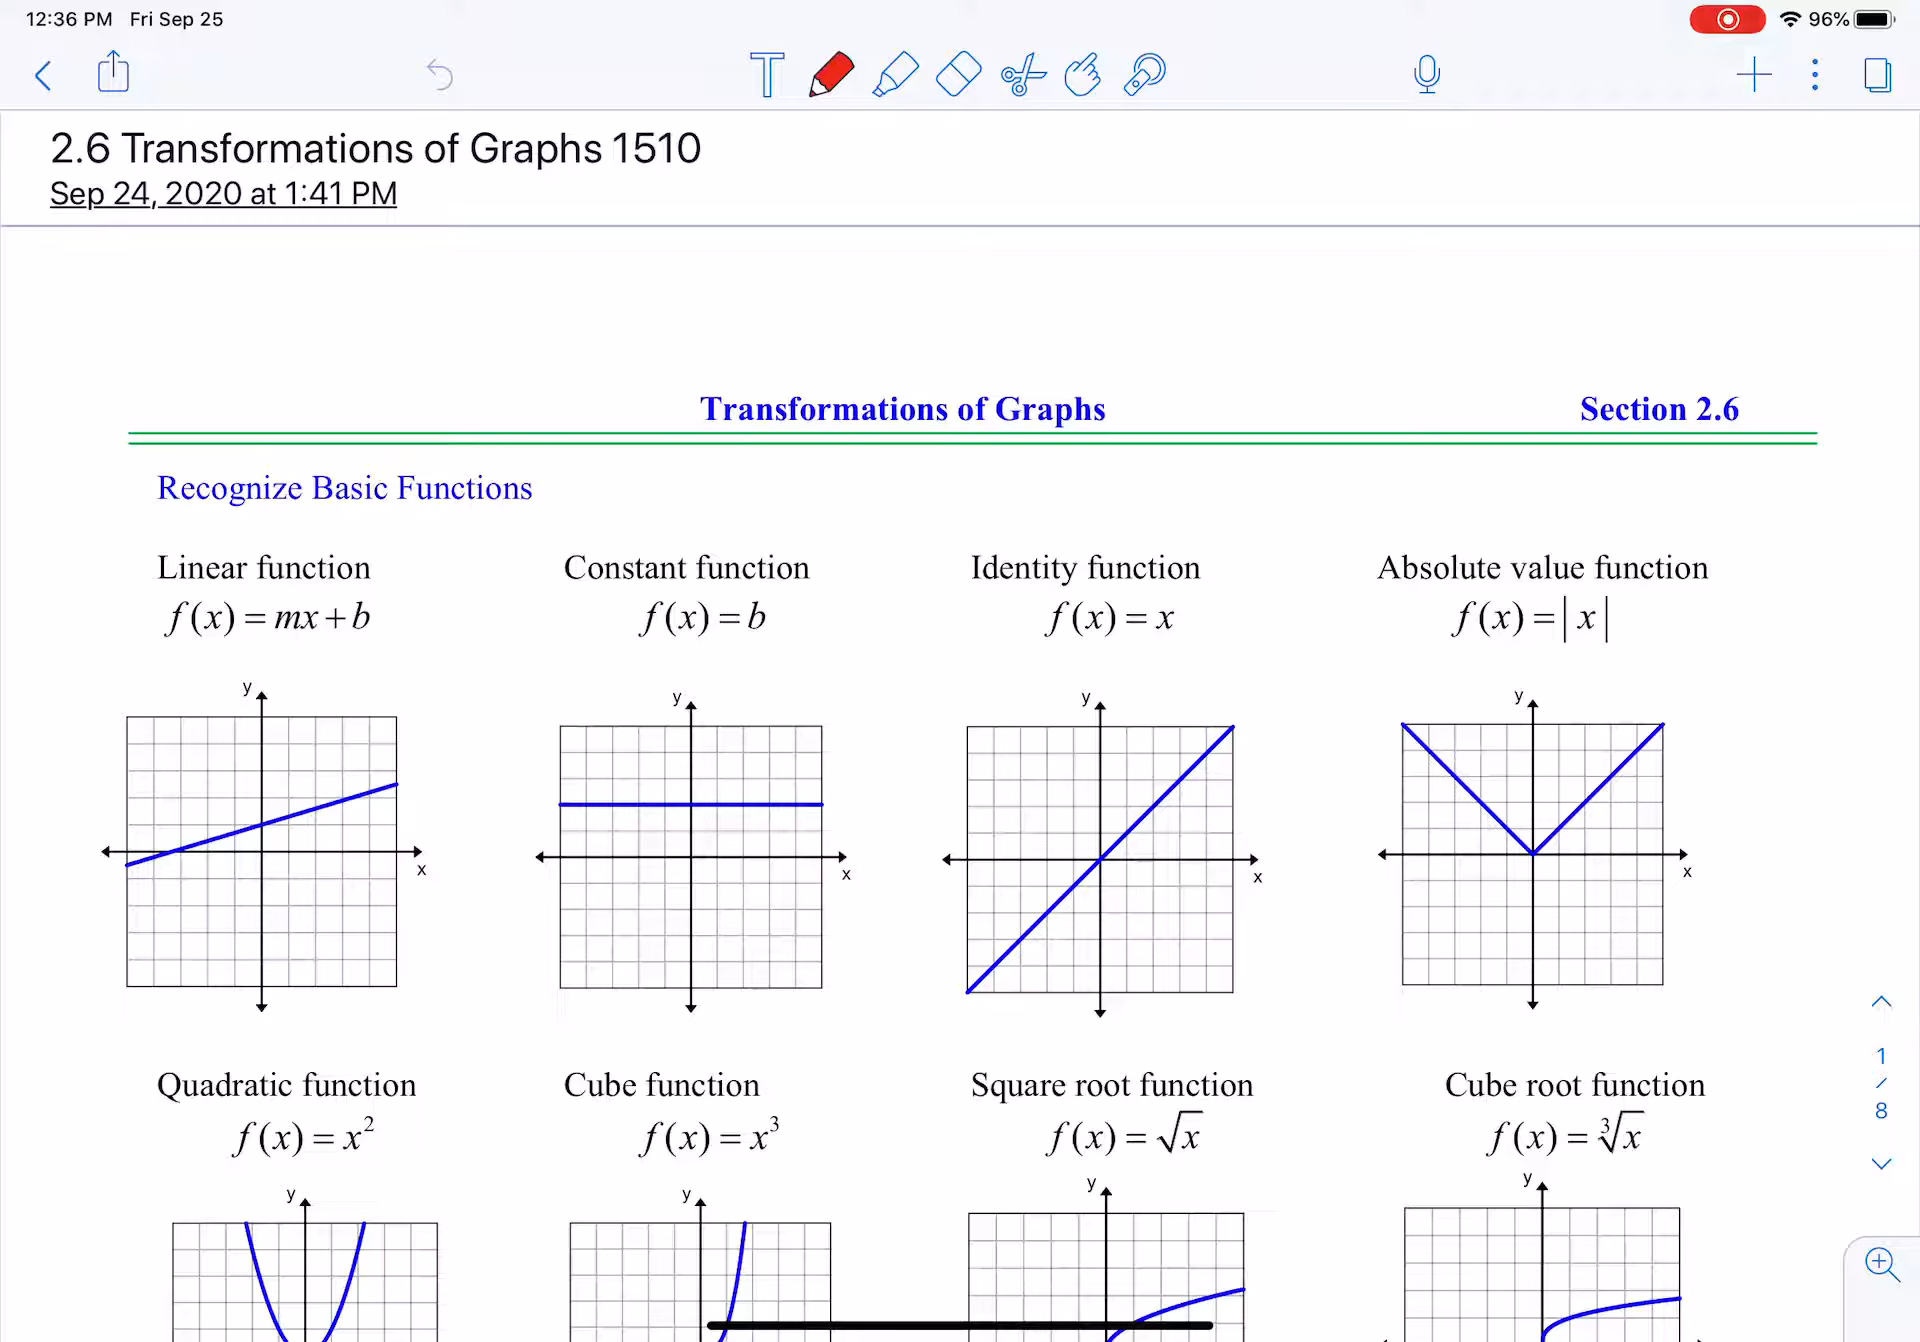 12:36 PM Fri Sep 25
96%
T
2.6 Transformations of Graphs 1510
Sep 24, 2020 at 1:41 PM
Transformations of Graphs Section 2.6
Recognize Basic Functions
Linear function Constant function Identity function Absolute value function
f(x) = mx + b f(x) = b f(x) = x f(x) = |x|
y y y y
x x x x
1
/
8
Quadratic function Cube function Square root function Cube root function
f(x) = x² f(x) = x³ f(x) = √x f(x) = ∛x
y y y y